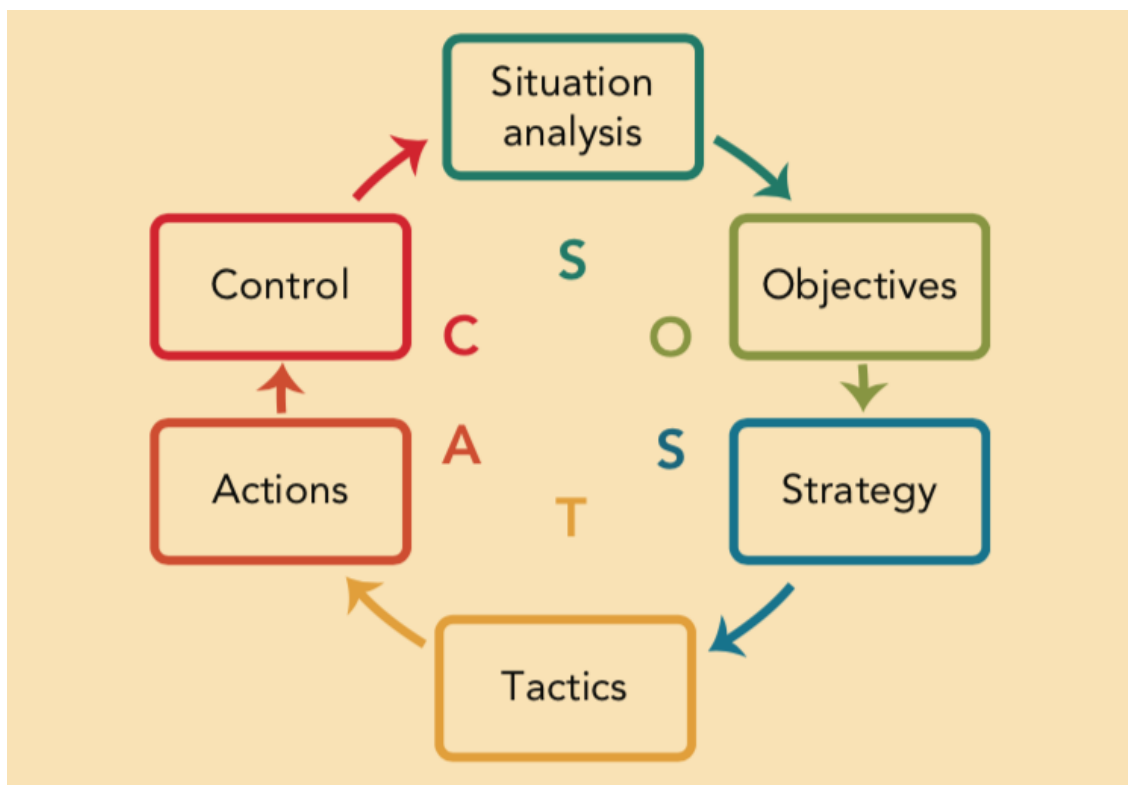 Situation
analysis
Objectives
Strategy
Tactics
Actions
Control
S
O
S
T
A
C